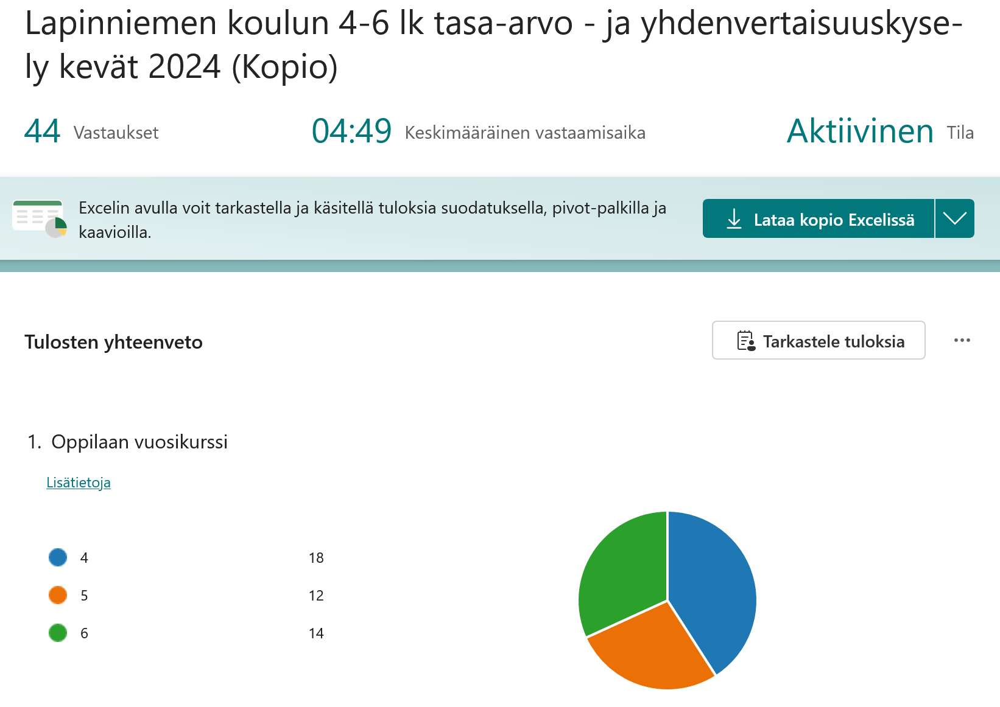 Lapinniemen koulun 4-6 lk tasa-arvo - ja yhdenvertaisuuskyse-
ly kevät 2024 (Kopio)
44 Vastaukset 04:49 Keskimääräinen vastaamisaika Aktiivinen Tila
Excelin avulla voit tarkastella ja käsitellä tuloksia suodatuksella, pivot-palkilla ja
kaavioilla.
Lataa kopio Excelissä
Tulosten yhteenveto
Tarkastele tuloksia
1. Oppilaan vuosikurssi
Lisätietoja
4 18
5 12
6 14